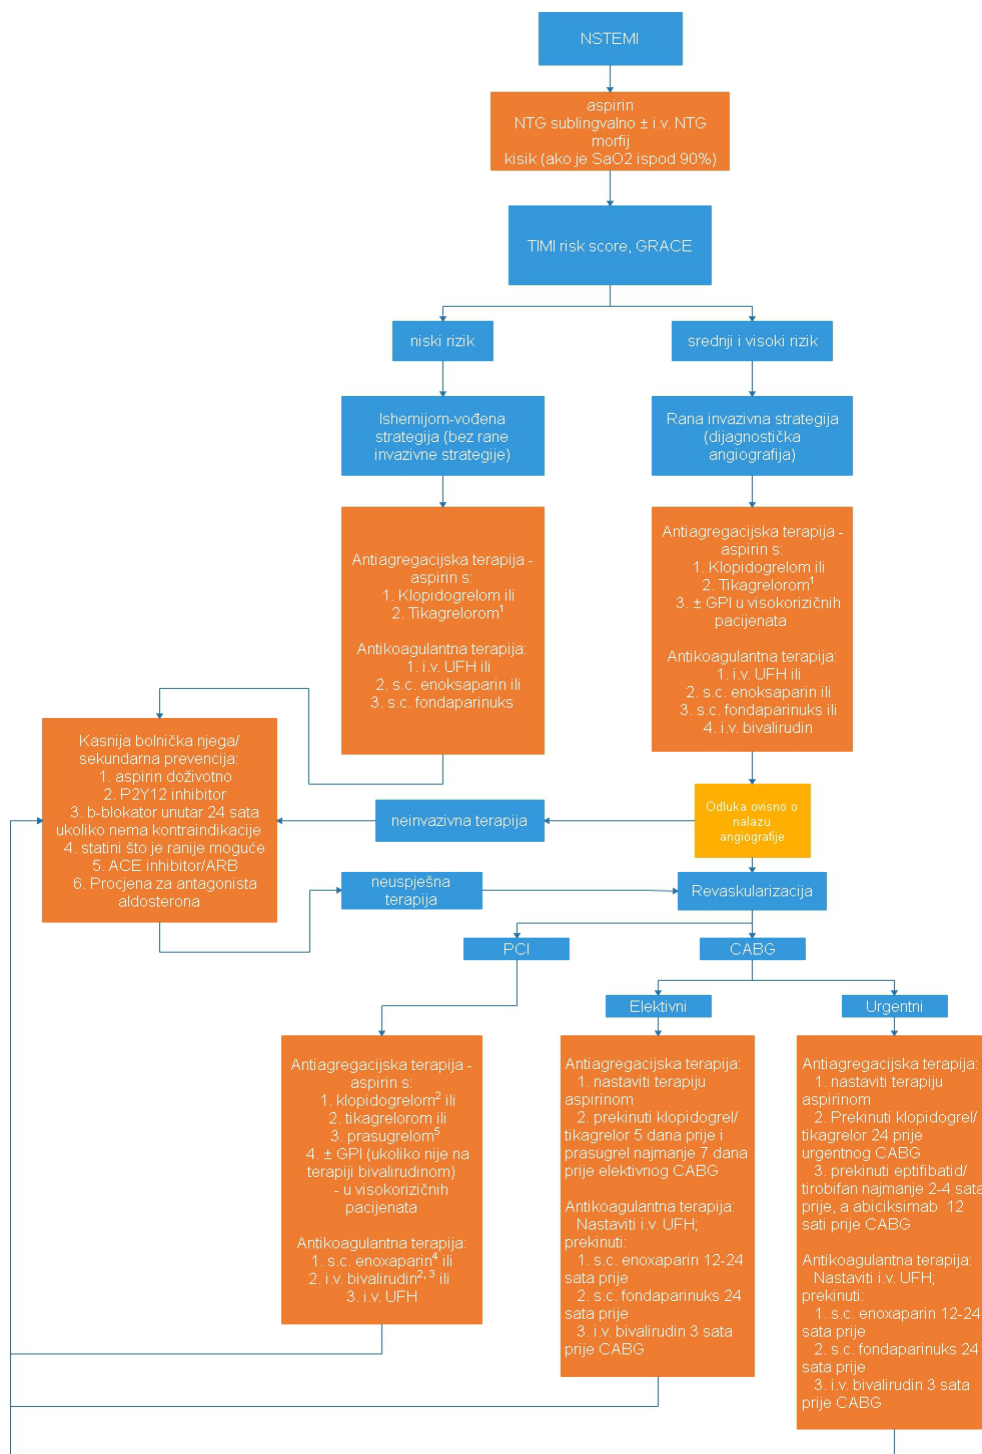 NSTEMI
aspirin
NTG sublingvalno ± i.v. NTG
morfij
kisik (ako je SaO2 ispod 90%)
TIMI risk score, GRACE
niski rizik
srednji i visoki rizik
Ishemijom-vođena
strategija (bez rane
invazivne strategije)
Rana invazivna strategija
(dijagnostička
angiografija)
Antiagregacijska terapija -
aspirin s:
1. Klopidogrelom ili
2. Tikagrelorom¹
Antikoagulantna terapija:
1. i.v. UFH ili
2. s.c. enoksaparin ili
3. s.c. fondaparinuks
Antiagregacijska terapija -
aspirin s:
1. Klopidogrelom ili
2. Tikagrelorom¹
3. ± GPI u visokorizičnih
pacijenata
Antikoagulantna terapija:
1. i.v. UFH ili
2. s.c. enoksaparin ili
3. s.c. fondaparinuks ili
4. i.v. bivalirudin
Kasnija bolnička njega/
sekundarna prevencija:
1. aspirin doživotno
2. P2Y12 inhibitor
3. b-blokator unutar 24 sata
ukoliko nema kontraindikacije
4. statini što je ranije moguće
5. ACE inhibitor/ARB
6. Procjena za antagonista
aldosterona
neinvazivna terapija
Odluka ovisno o
nalazu
angiografije
neuspješna
terapija
Revaskularizacija
PCI
CABG
Elektivni
Urgentni
Antiagregacijska terapija -
aspirin s:
1. klopidogrelom² ili
2. tikagrelorom ili
3. prasugrelom⁵
4. ± GPI (ukoliko nije na
terapiji bivalirudinom)
- u visokorizičnih
pacijenata
Antikoagulantna terapija:
1. s.c. enoxaparin⁴ ili
2. i.v. bivalirudin²,³ ili
3. i.v. UFH
Antiagregacijska terapija:
1. nastaviti terapiju
aspirinom
2. prekinuti klopidogrel/
tikagrelor 5 dana prije i
prasugrel najmanje 7 dana
prije elektivnog CABG
Antikoagulantna terapija:
Nastaviti i.v. UFH;
prekinuti:
1. s.c. enoxaparin 12-24
sata prije
2. s.c. fondaparinuks 24
sata prije
3. i.v. bivalirudin 3 sata
prije CABG
Antiagregacijska terapija:
1. nastaviti terapiju
aspirinom
2. Prekinuti klopidogrel/
tikagrelor 24 prije
urgentnog CABG
3. prekinuti eptifibatid/
tirobifan najmanje 2-4 sata
prije, a abiciksimab 12
sati prije CABG
Antikoagulantna terapija:
Nastaviti i.v. UFH;
prekinuti:
1. s.c. enoxaparin 12-24
sata prije
2. s.c. fondaparinuks 24
sata prije
3. i.v. bivalirudin 3 sata
prije CABG